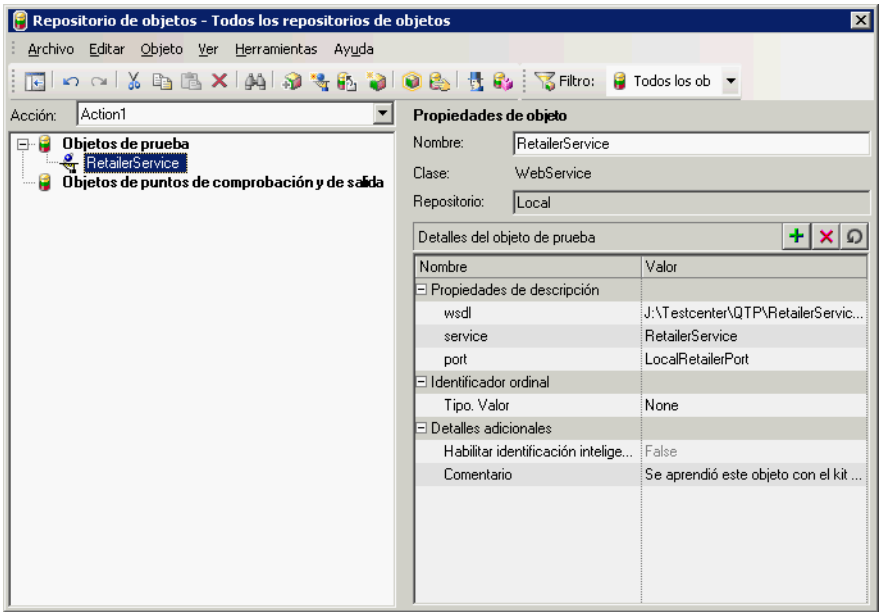 Repositorio de objetos - Todos los repositorios de objetos
Archivo Editar Objeto Ver Herramientas Ayuda
Filtro: Todos los ob
Acción: Action1
Objetos de prueba
RetailerService
Objetos de puntos de comprobación y de salida
Propiedades de objeto
Nombre: RetailerService
Clase: WebService
Repositorio: Local
Detalles del objeto de prueba
Nombre Valor
Propiedades de descripción
wsdl J:\Testcenter\QTP\RetailerServic...
service RetailerService
port LocalRetailerPort
Identificador ordinal
Tipo. Valor None
Detalles adicionales
Habilitar identificación intelige... False
Comentario Se aprendió este objeto con el kit ...